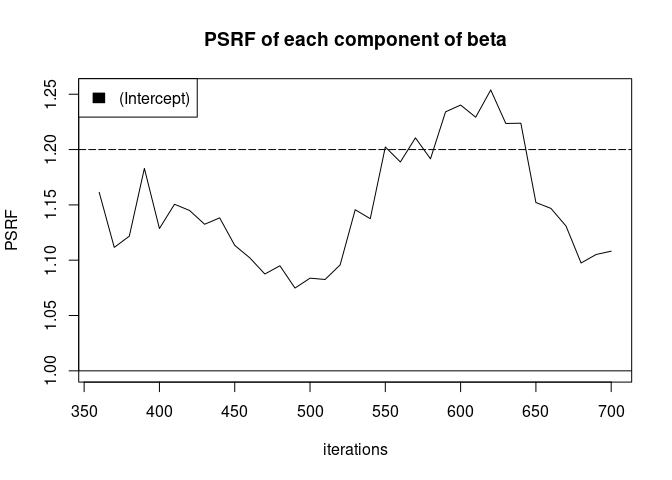 PSRF of each component of beta
(Intercept)
PSRF
1.25
1.20
1.15
1.10
1.05
1.00
350 400 450 500 550 600 650 700
iterations